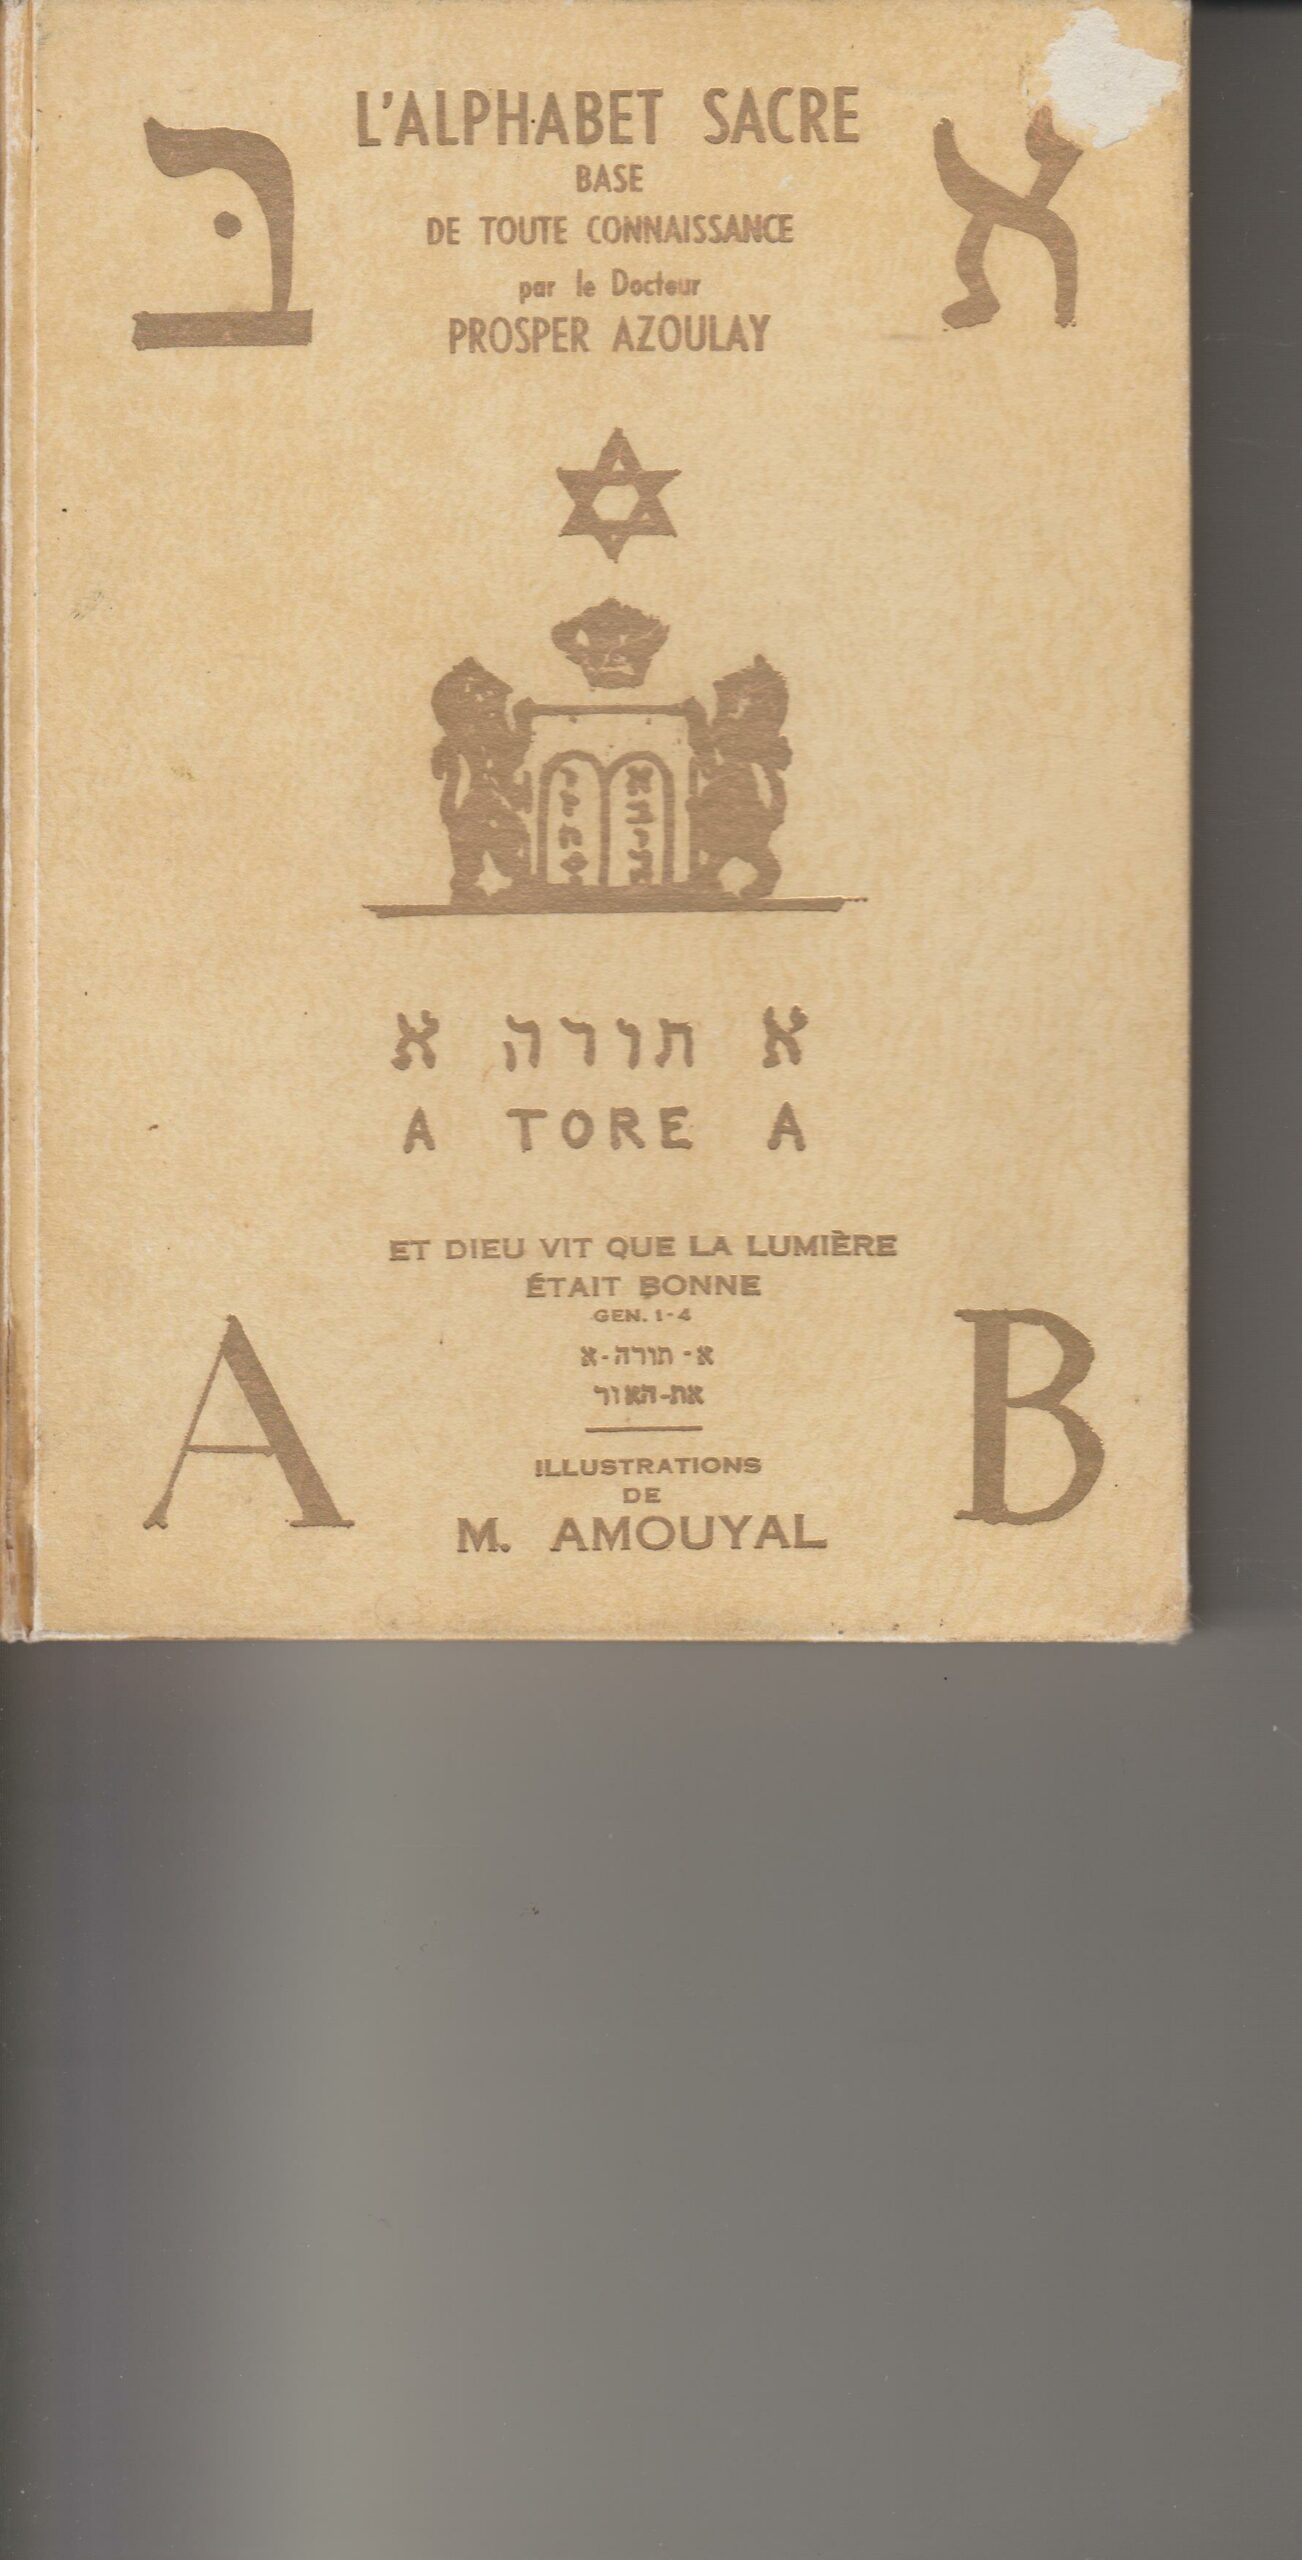 L'ALPHABET SACRE
BASE
DE TOUTE CONNAISSANCE
par le Docteur
PROSPER AZOULAY
א
בּ
א תורה א
A TORE A
ET DIEU VIT QUE LA LUMIÈRE
ÉTAIT BONNE
GEN. 1-4
א - תורה-א
את-האור
ILLUSTRATIONS
DE
M. AMOUYAL
A B